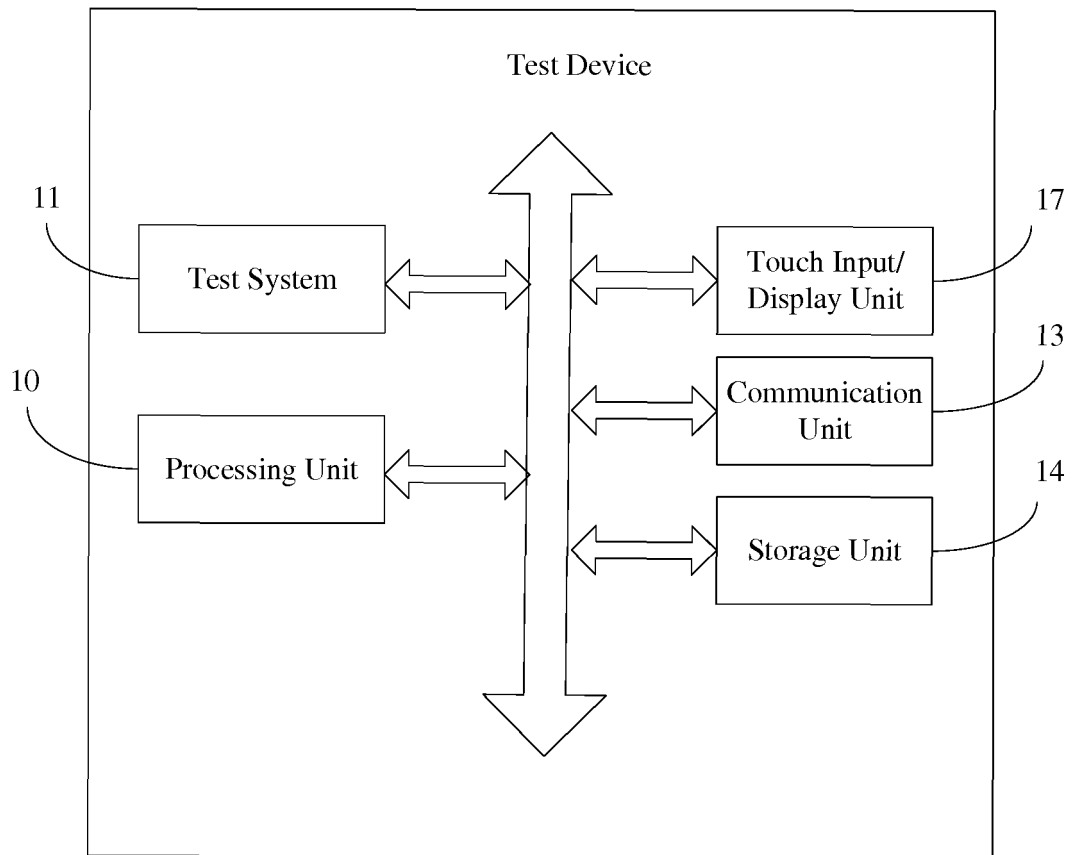 Test Device
11
Test System
10
Processing Unit
17
Touch Input/
Display Unit
13
Communication
Unit
14
Storage Unit